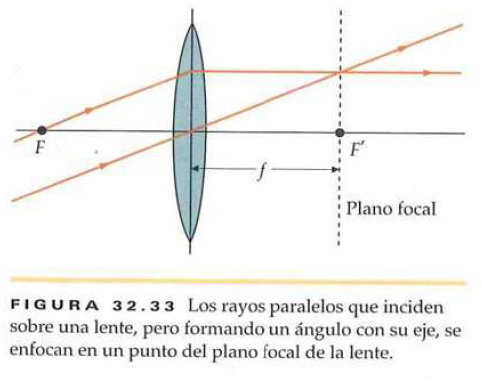 F
F′
f
Plano focal
FIGURA 32.33 Los rayos paralelos que inciden
sobre una lente, pero formando un ángulo con su eje, se
enfocan en un punto del plano focal de la lente.